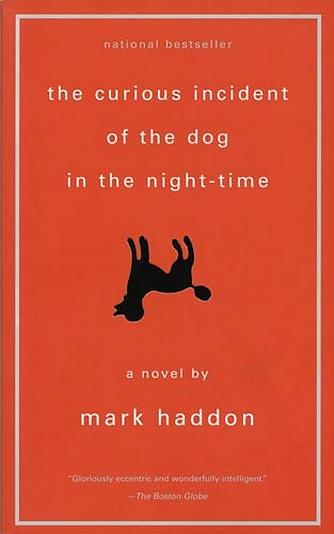 national bestseller
the curious incident
of the dog
in the night-time
a novel by
mark haddon
"Gloriously eccentric and wonderfully intelligent."
—The Boston Globe